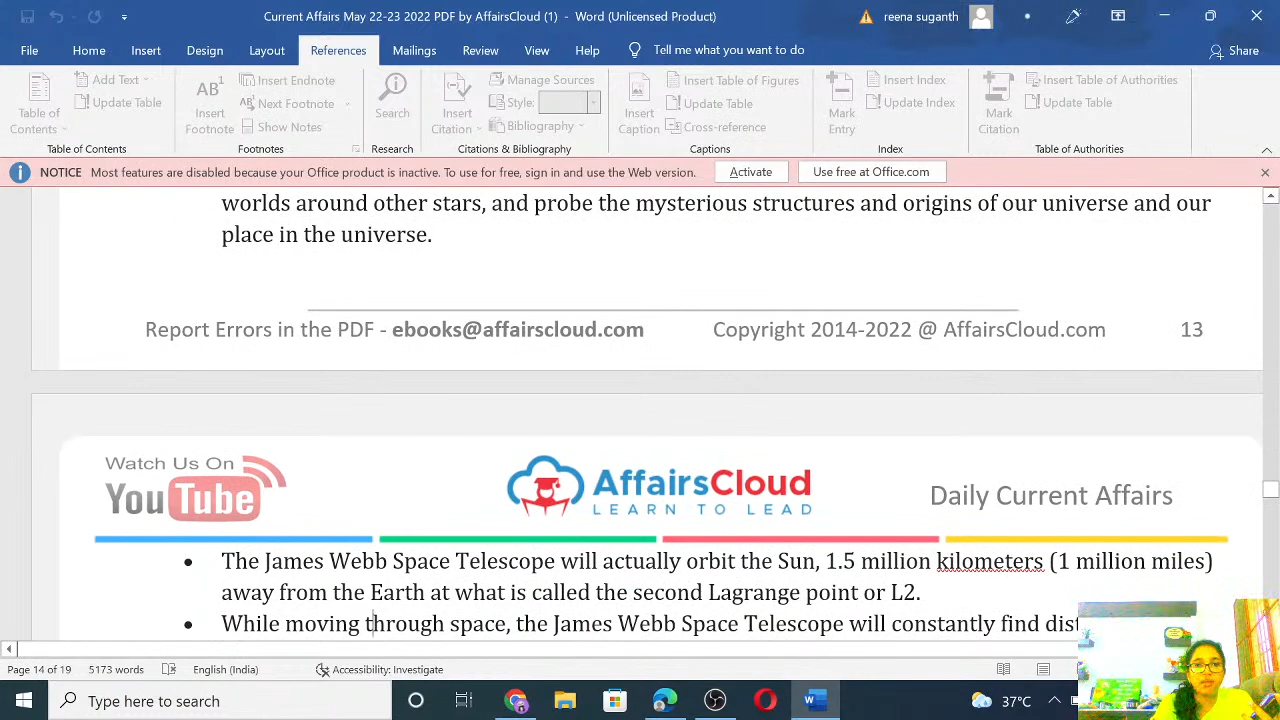 Current Affairs May 22-23 2022 PDF by AffairsCloud (1) - Word (Unlicensed Product)
reena suganth
File Home Insert Design Layout References Mailings Review View Help Tell me what you want to do Share
Table of Contents
Add Text
Update Table
Table of Contents
AB1 Insert Footnote
Insert Endnote
AB Next Footnote
Show Notes
Footnotes
Search
Research
Insert Citation
Manage Sources
Style:
Bibliography
Citations & Bibliography
Insert Caption
Insert Table of Figures
Update Table
Cross-reference
Captions
Mark Entry
Insert Index
Update Index
Index
Mark Citation
Insert Table of Authorities
Update Table
Table of Authorities
NOTICE Most features are disabled because your Office product is inactive. To use for free, sign in and use the Web version. Activate Use free at Office.com
worlds around other stars, and probe the mysterious structures and origins of our universe and our
place in the universe.
Report Errors in the PDF - ebooks@affairscloud.com Copyright 2014-2022 @ AffairsCloud.com 13
Watch Us On
YouTube
AffairsCloud
LEARN TO LEAD
Daily Current Affairs
• The James Webb Space Telescope will actually orbit the Sun, 1.5 million kilometers (1 million miles)
away from the Earth at what is called the second Lagrange point or L2.
• While moving through space, the James Webb Space Telescope will constantly find
Page 14 of 19 5173 words English (India) Accessibility: Investigate
Type here to search
37°C